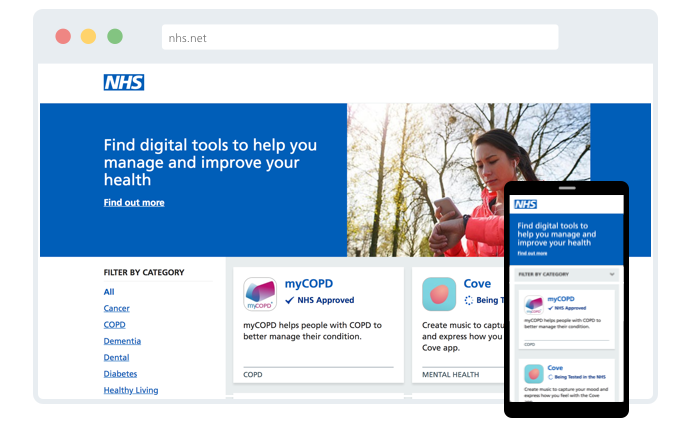 nhs.net
NHS
Find digital tools to help you
manage and improve your
health
Find out more
FILTER BY CATEGORY
All
Cancer
COPD
Dementia
Dental
Diabetes
Healthy Living
myCOPD
myCOPD
NHS Approved
myCOPD helps people with COPD to
better manage their condition.
COPD
Cove
Being T
Create music to captu
and express how you
Cove app.
MENTAL HEALTH
NHS
Find digital tools to
help you manage and
improve your health
Find out more
FILTER BY CATEGORY
myCOPD
myCOPD
NHS Approved
myCOPD helps people with COPD to
better manage their condition.
COPD
Cove
Being Tested in the NHS
Create music to capture your mood and
express how you feel with the Cove